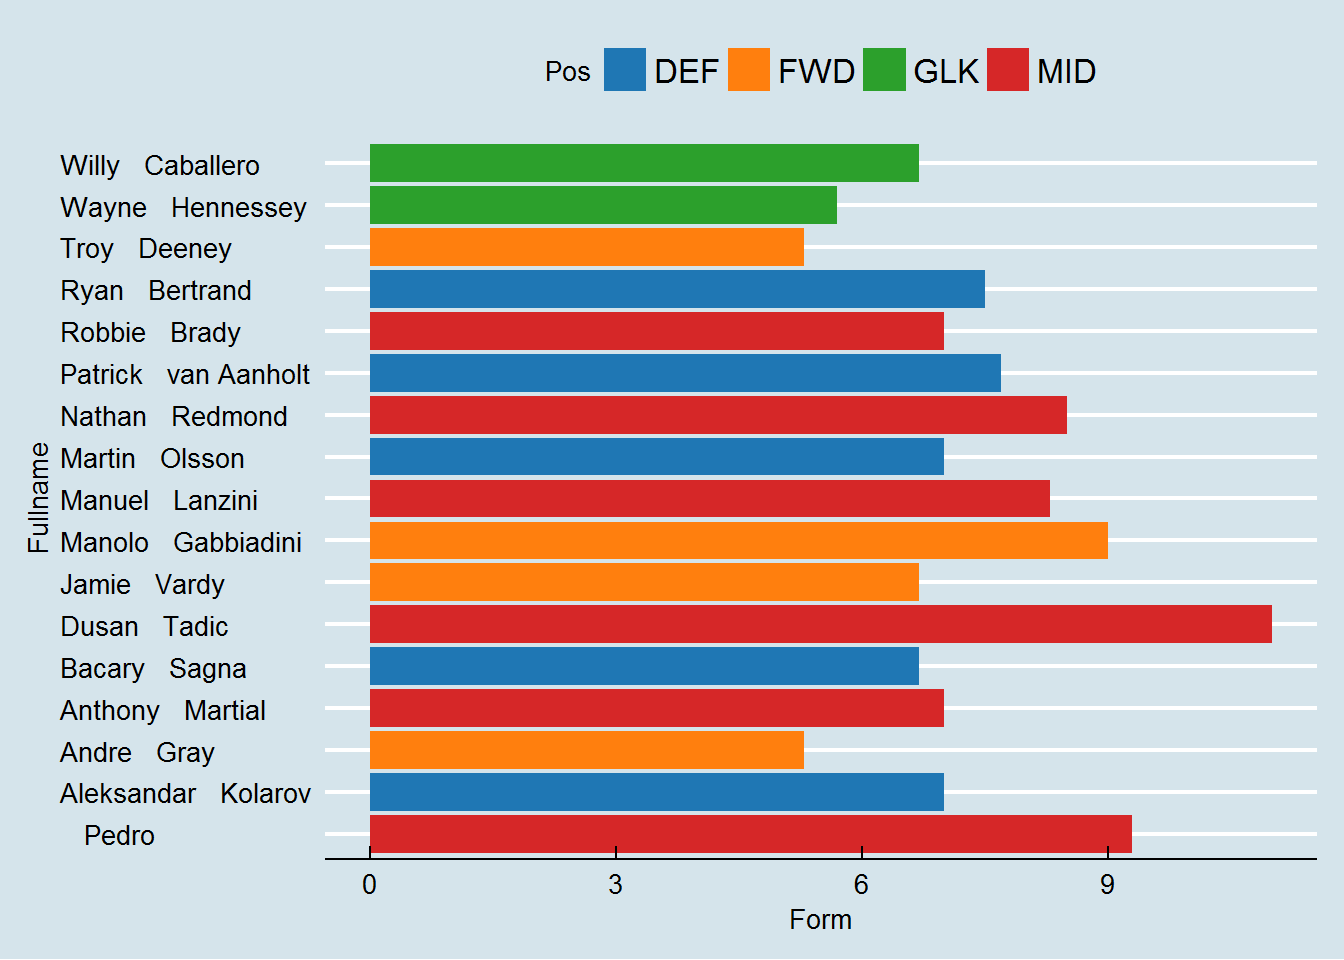 Pos DEF FWD GLK MID
Willy Caballero
Wayne Hennessey
Troy Deeney
Ryan Bertrand
Robbie Brady
Patrick van Aanholt
Nathan Redmond
Martin Olsson
Manuel Lanzini
Manolo Gabbiadini
Jamie Vardy
Dusan Tadic
Bacary Sagna
Anthony Martial
Andre Gray
Aleksandar Kolarov
Pedro
Fullname
0 3 6 9
Form